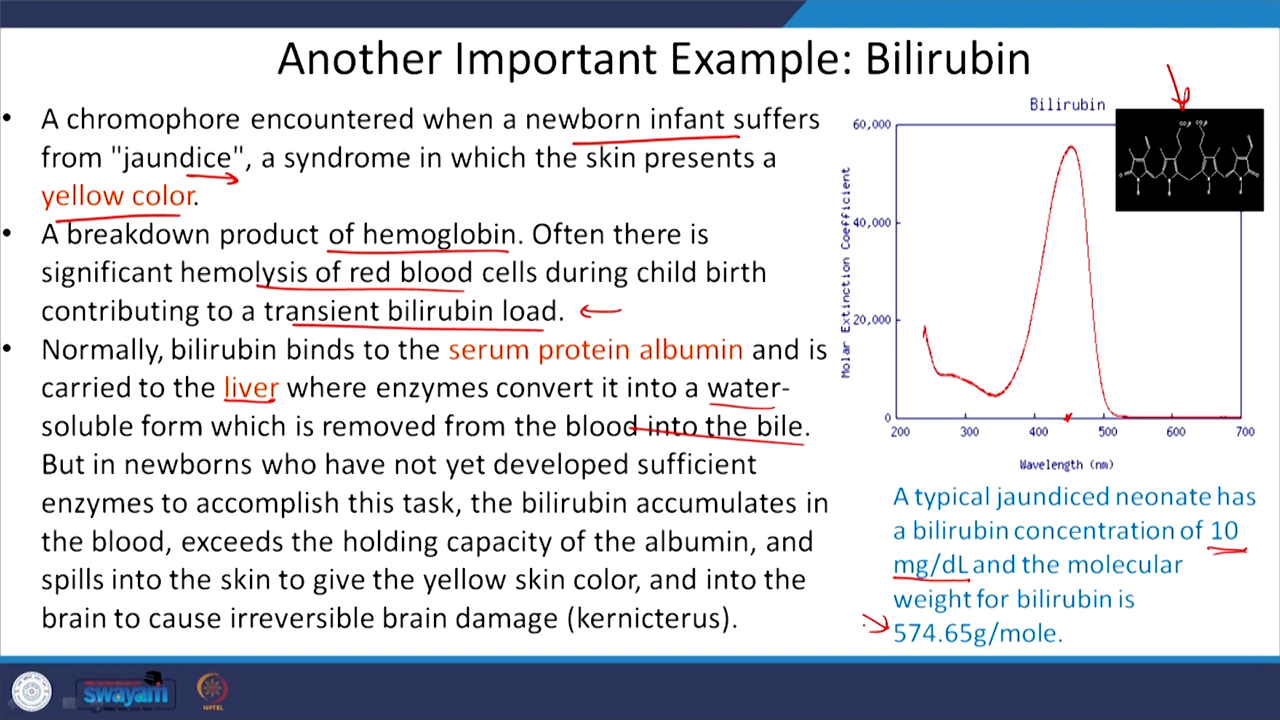 Another Important Example: Bilirubin
• A chromophore encountered when a newborn infant suffers
from "jaundice", a syndrome in which the skin presents a
yellow color.
• A breakdown product of hemoglobin. Often there is
significant hemolysis of red blood cells during child birth
contributing to a transient bilirubin load.
• Normally, bilirubin binds to the serum protein albumin and is
carried to the liver where enzymes convert it into a water-
soluble form which is removed from the blood into the bile.
But in newborns who have not yet developed sufficient
enzymes to accomplish this task, the bilirubin accumulates in
the blood, exceeds the holding capacity of the albumin, and
spills into the skin to give the yellow skin color, and into the
brain to cause irreversible brain damage (kernicterus).
Bilirubin
60,000
40,000
20,000
0
Molar Extinction Coefficient
200 300 400 500 600 700
Wavelength (nm)
A typical jaundiced neonate has
a bilirubin concentration of 10
mg/dL and the molecular
weight for bilirubin is
574.65g/mole.
swayam
NPTEL